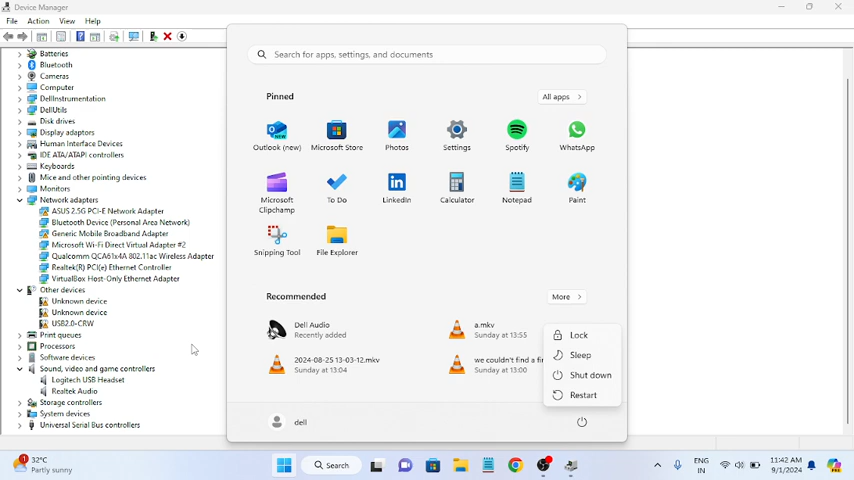 Device Manager
File Action View Help
Batteries
Bluetooth
Cameras
Computer
DellInstrumentation
DellUtils
Disk drives
Display adaptors
Human Interface Devices
IDE ATA/ATAPI controllers
Keyboards
Mice and other pointing devices
Monitors
Network adapters
ASUS 2.5G PCI-E Network Adapter
Bluetooth Device (Personal Area Network)
Generic Mobile Broadband Adapter
Microsoft Wi-Fi Direct Virtual Adapter #2
Qualcomm QCA61x4A 802.11ac Wireless Adapter
Realtek(R) PCI(e) Ethernet Controller
VirtualBox Host-Only Ethernet Adapter
Other devices
Unknown device
Unknown device
USB2.0-CRW
Print queues
Processors
Software devices
Sound, video and game controllers
Logitech USB Headset
Realtek Audio
Storage controllers
System devices
Universal Serial Bus controllers
Search for apps, settings, and documents
Pinned
All apps >
Outlook (new)
Microsoft Store
Photos
Settings
Spotify
WhatsApp
Microsoft
Clipchamp
To Do
LinkedIn
Calculator
Notepad
Paint
Snipping Tool
File Explorer
Recommended
More >
Dell Audio
Recently added
a.mkv
Sunday at 13:55
2024-08-25 13-03-12.mkv
Sunday at 13:04
we couldn't find a fi
Sunday at 13:00
Lock
Sleep
Shut down
Restart
dell
32°C
Partly sunny
Search
ENG
IN
11:42 AM
9/1/2024